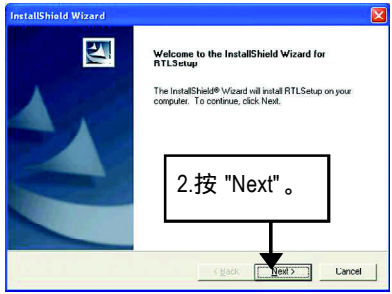 InstallShield Wizard
Welcome to the InstallShield Wizard for
RTLSetup
The InstallShield® Wizard will install RTLSetup on your
computer. To continue, click Next.
2.按 "Next"。
< Back
Next >
Cancel